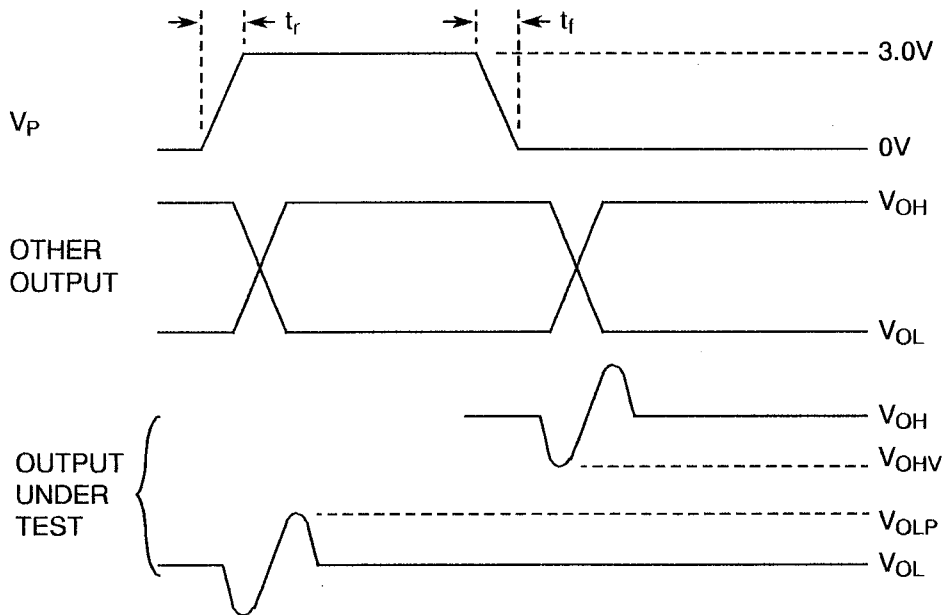 t_r
t_f
3.0V
V_P
0V
V_OH
OTHER
OUTPUT
V_OL
V_OH
OUTPUT
UNDER
TEST
V_OHV
V_OLP
V_OL